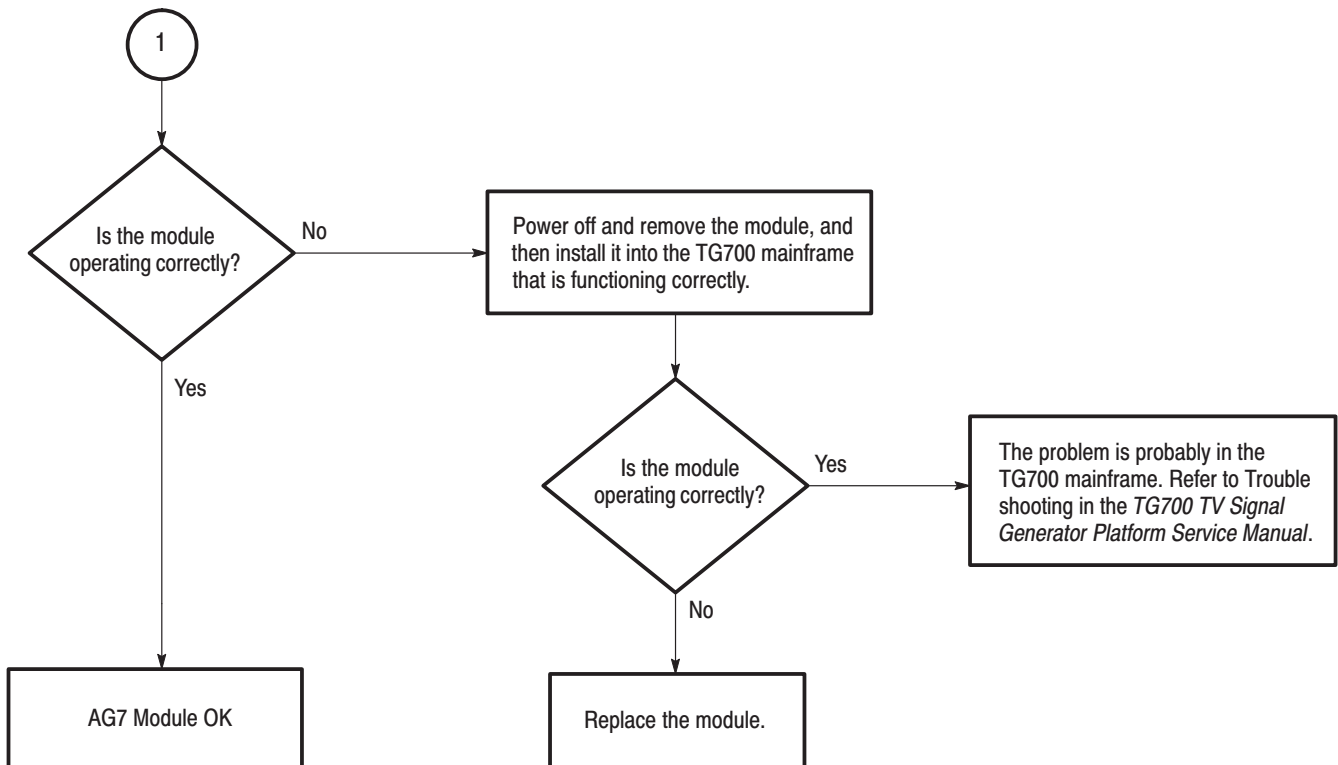 1
Is the module
operating correctly?
No
Power off and remove the module, and
then install it into the TG700 mainframe
that is functioning correctly.
Yes
Is the module
operating correctly?
Yes
The problem is probably in the
TG700 mainframe. Refer to Trouble
shooting in the TG700 TV Signal
Generator Platform Service Manual.
No
AG7 Module OK
Replace the module.